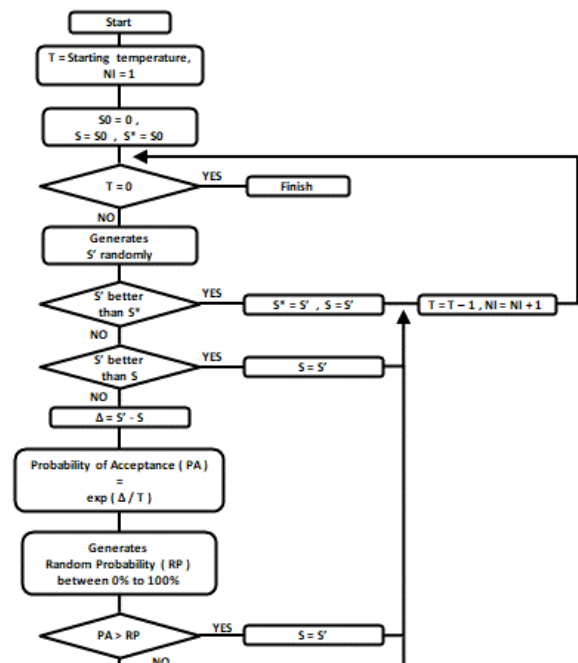 Start
T = Starting temperature,
NI = 1
S0 = 0 ,
S = S0 , S* = S0
T = 0
YES
Finish
NO
Generates
S' randomly
S' better
than S*
YES
S* = S' , S = S'
T = T – 1 , NI = NI + 1
NO
S' better
than S
YES
S = S'
NO
Δ = S' - S
Probability of Acceptance ( PA )
=
exp ( Δ / T )
Generates
Random Probability ( RP )
between 0% to 100%
PA > RP
YES
S = S'
NO